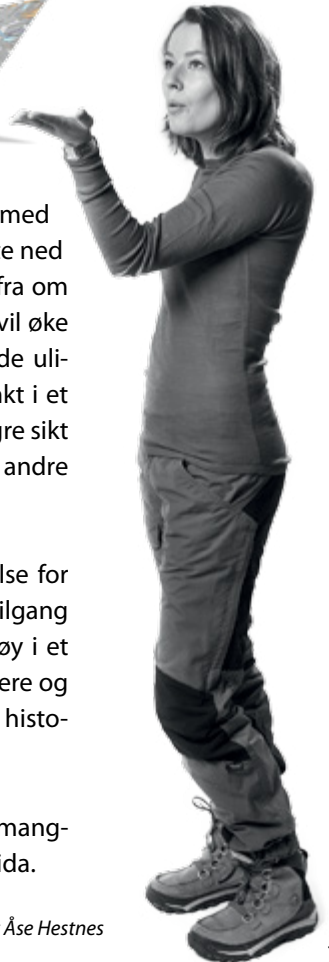 med
e ned
fra om
vil øke
de uli-
kt i et
re sikt
andre
lse for
ilgang
øy i et
ere og
histo-
mang-
ida.
Åse Hestnes